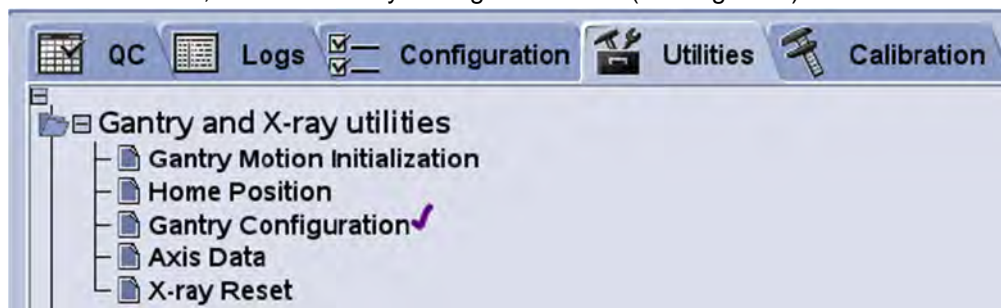 QC Logs Configuration Utilities Calibration
Gantry and X-ray utilities
Gantry Motion Initialization
Home Position
Gantry Configuration
Axis Data
X-ray Reset